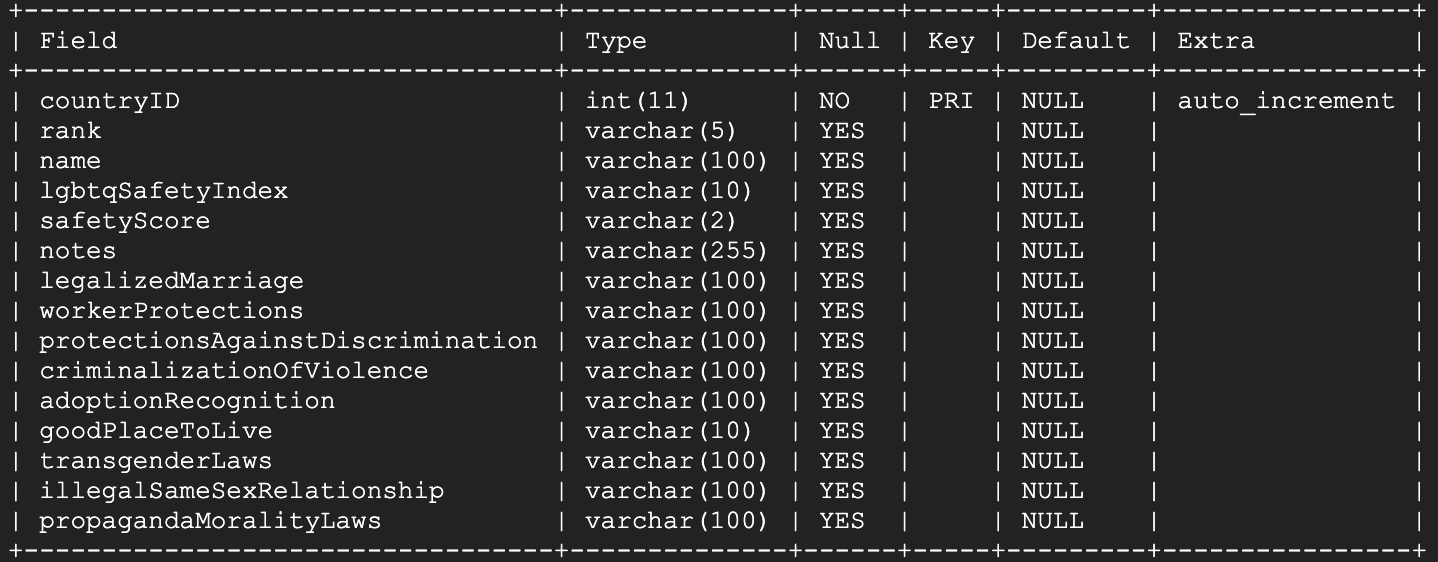 +-----------------------------------+--------------+------+-----+---------+----------------+
| Field                             | Type         | Null | Key | Default | Extra          |
+-----------------------------------+--------------+------+-----+---------+----------------+
| countryID                         | int(11)      | NO   | PRI | NULL    | auto_increment |
| rank                              | varchar(5)   | YES  |     | NULL    |                |
| name                              | varchar(100) | YES  |     | NULL    |                |
| lgbtqSafetyIndex                  | varchar(10)  | YES  |     | NULL    |                |
| safetyScore                       | varchar(2)   | YES  |     | NULL    |                |
| notes                             | varchar(255) | YES  |     | NULL    |                |
| legalizedMarriage                 | varchar(100) | YES  |     | NULL    |                |
| workerProtections                 | varchar(100) | YES  |     | NULL    |                |
| protectionsAgainstDiscrimination | varchar(100) | YES  |     | NULL    |                |
| criminalizationOfViolence         | varchar(100) | YES  |     | NULL    |                |
| adoptionRecognition               | varchar(100) | YES  |     | NULL    |                |
| goodPlaceToLive                   | varchar(10)  | YES  |     | NULL    |                |
| transgenderLaws                   | varchar(100) | YES  |     | NULL    |                |
| illegalSameSexRelationship        | varchar(100) | YES  |     | NULL    |                |
| propagandaMoralityLaws            | varchar(100) | YES  |     | NULL    |                |
+-----------------------------------+--------------+------+-----+---------+----------------+